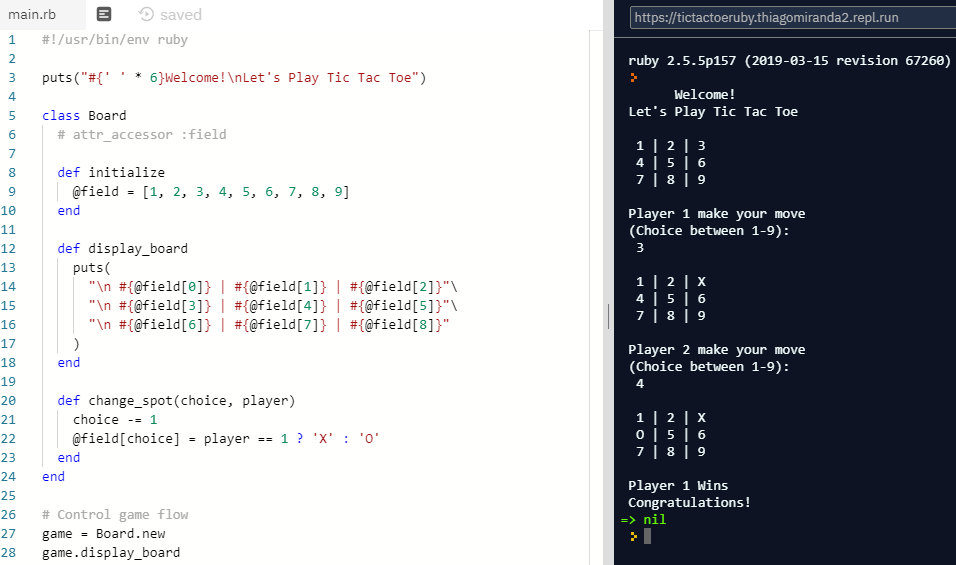 main.rb
saved
1 #!/usr/bin/env ruby
2
3 puts("#{' ' * 6}Welcome!\nLet's Play Tic Tac Toe")
4
5 class Board
6   # attr_accessor :field
7
8   def initialize
9     @field = [1, 2, 3, 4, 5, 6, 7, 8, 9]
10   end
11
12   def display_board
13     puts(
14       "\n #{@field[0]} | #{@field[1]} | #{@field[2]}"\
15       "\n #{@field[3]} | #{@field[4]} | #{@field[5]}"\
16       "\n #{@field[6]} | #{@field[7]} | #{@field[8]}"
17     )
18   end
19
20   def change_spot(choice, player)
21     choice -= 1
22     @field[choice] = player == 1 ? 'X' : 'O'
23   end
24 end
25
26 # Control game flow
27 game = Board.new
28 game.display_board
https://tictactoeruby.thiagomiranda2.repl.run
ruby 2.5.5p157 (2019-03-15 revision 67260)
      Welcome!
Let's Play Tic Tac Toe
 1 | 2 | 3
 4 | 5 | 6
 7 | 8 | 9
Player 1 make your move
(Choice between 1-9):
 3
 1 | 2 | X
 4 | 5 | 6
 7 | 8 | 9
Player 2 make your move
(Choice between 1-9):
 4
 1 | 2 | X
 O | 5 | 6
 7 | 8 | 9
Player 1 Wins
Congratulations!
=> nil